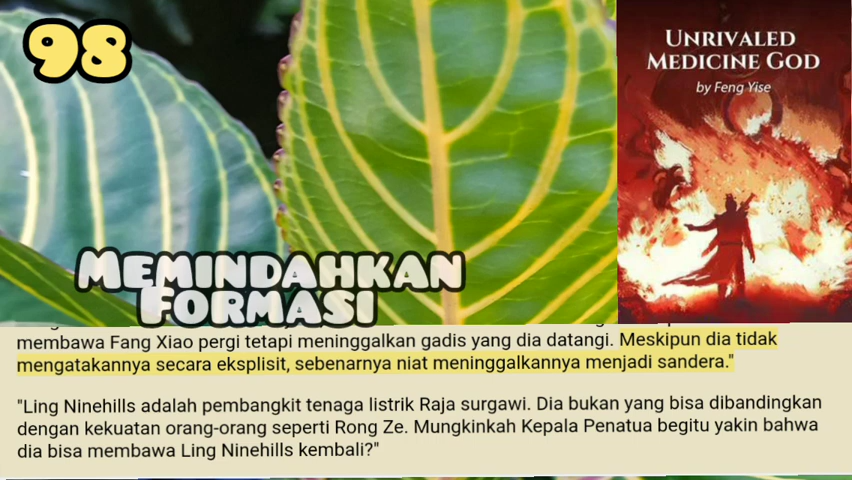 98
UNRIVALED
MEDICINE GOD
by Feng Yise
MEMINDAHKAN
FORMASI
membawa Fang Xiao pergi tetapi meninggalkan gadis yang dia datangi. Meskipun dia tidak
mengatakannya secara eksplisit, sebenarnya niat meninggalkannya menjadi sandera."
"Ling Ninehills adalah pembangkit tenaga listrik Raja surgawi. Dia bukan yang bisa dibandingkan
dengan kekuatan orang-orang seperti Rong Ze. Mungkinkah Kepala Penatua begitu yakin bahwa
dia bisa membawa Ling Ninehills kembali?"